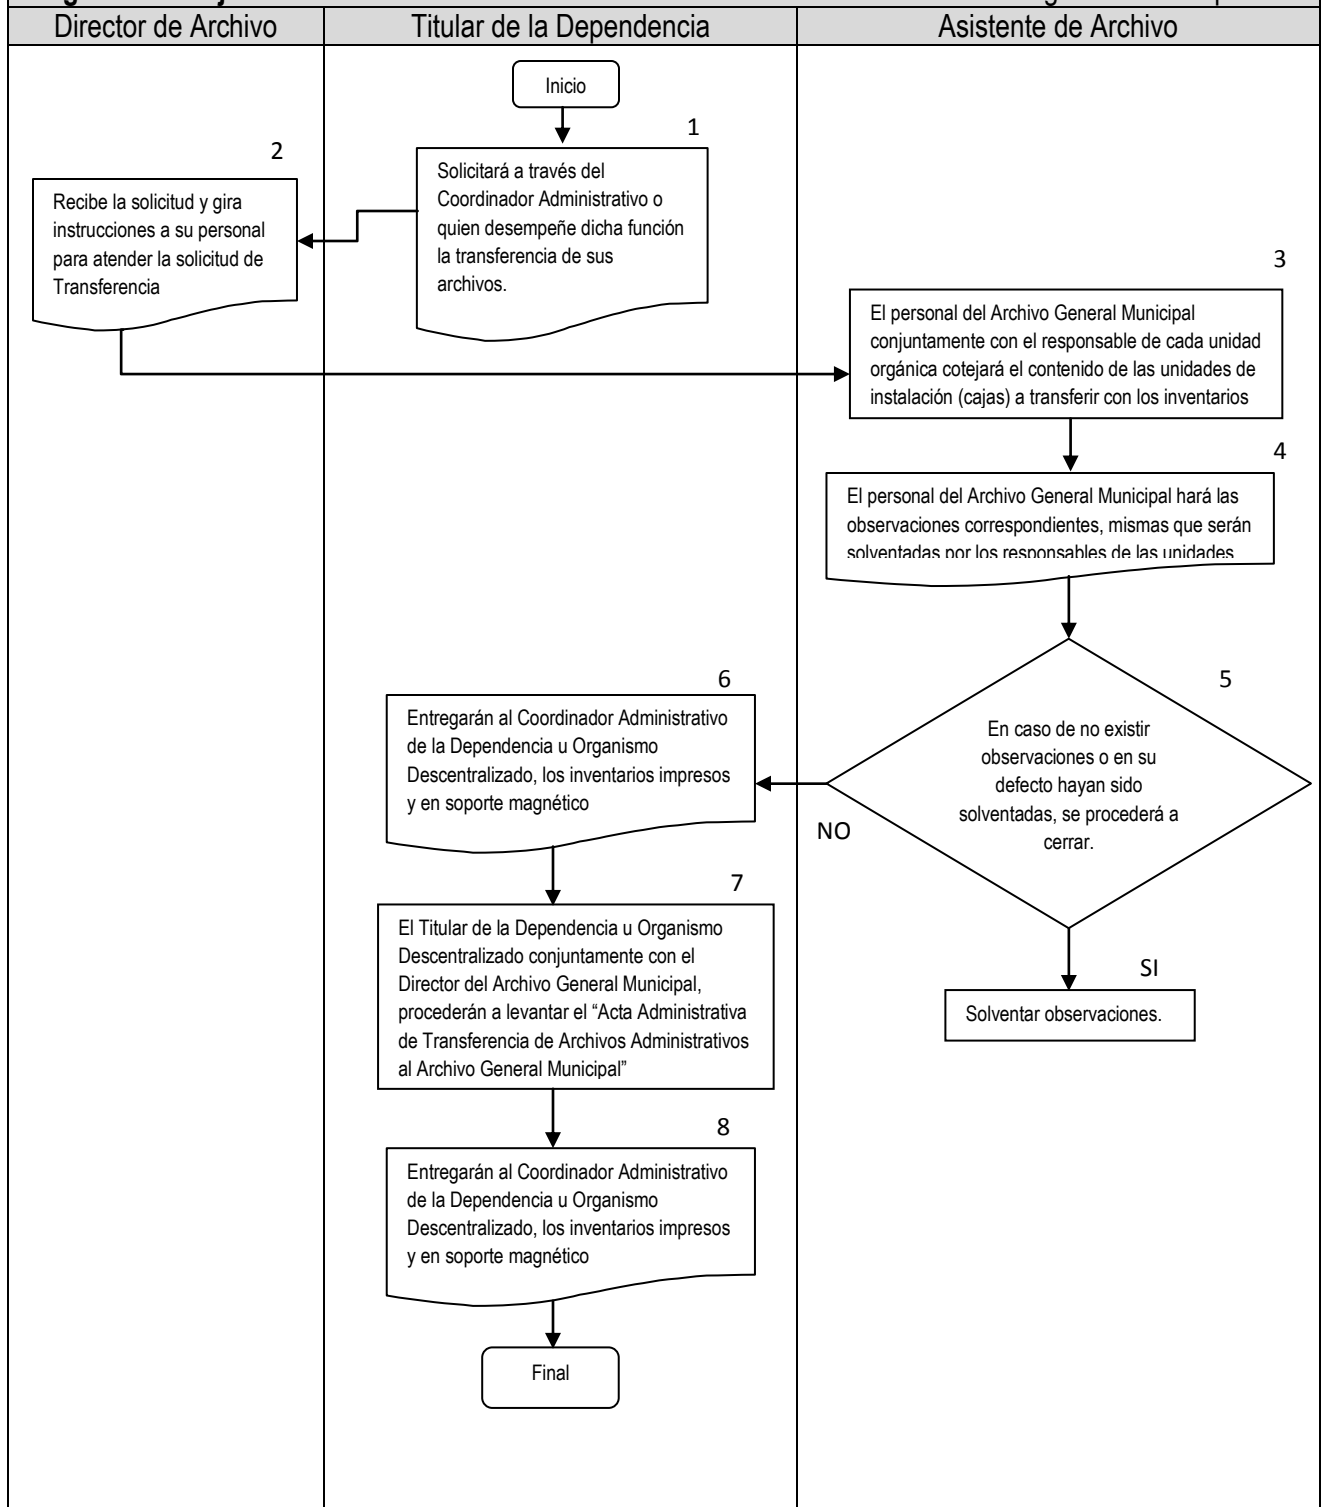 Director de Archivo
Titular de la Dependencia
Asistente de Archivo
Inicio
1
Solicitará a través del
Coordinador Administrativo o
quien desempeñe dicha función
la transferencia de sus
archivos.
2
Recibe la solicitud y gira
instrucciones a su personal
para atender la solicitud de
Transferencia
3
El personal del Archivo General Municipal
conjuntamente con el responsable de cada unidad
orgánica cotejará el contenido de las unidades de
instalación (cajas) a transferir con los inventarios
4
El personal del Archivo General Municipal hará las
observaciones correspondientes, mismas que serán
solventadas por los responsables de las unidades
5
En caso de no existir
observaciones o en su
defecto hayan sido
solventadas, se procederá a
cerrar.
NO
SI
Solventar observaciones.
6
Entregarán al Coordinador Administrativo
de la Dependencia u Organismo
Descentralizado, los inventarios impresos
y en soporte magnético
7
El Titular de la Dependencia u Organismo
Descentralizado conjuntamente con el
Director del Archivo General Municipal,
procederán a levantar el “Acta Administrativa
de Transferencia de Archivos Administrativos
al Archivo General Municipal”
8
Entregarán al Coordinador Administrativo
de la Dependencia u Organismo
Descentralizado, los inventarios impresos
y en soporte magnético
Final